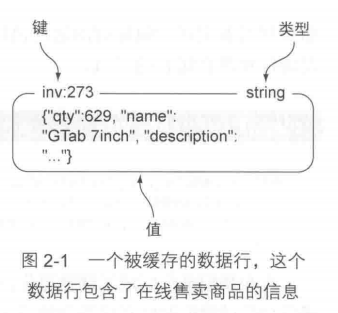 键 类型
inv:273 string
{"qty":629, "name":
"GTab 7inch", "description":
"..."}
值
图 2-1 一个被缓存的数据行，这个
数据行包含了在线售卖商品的信息